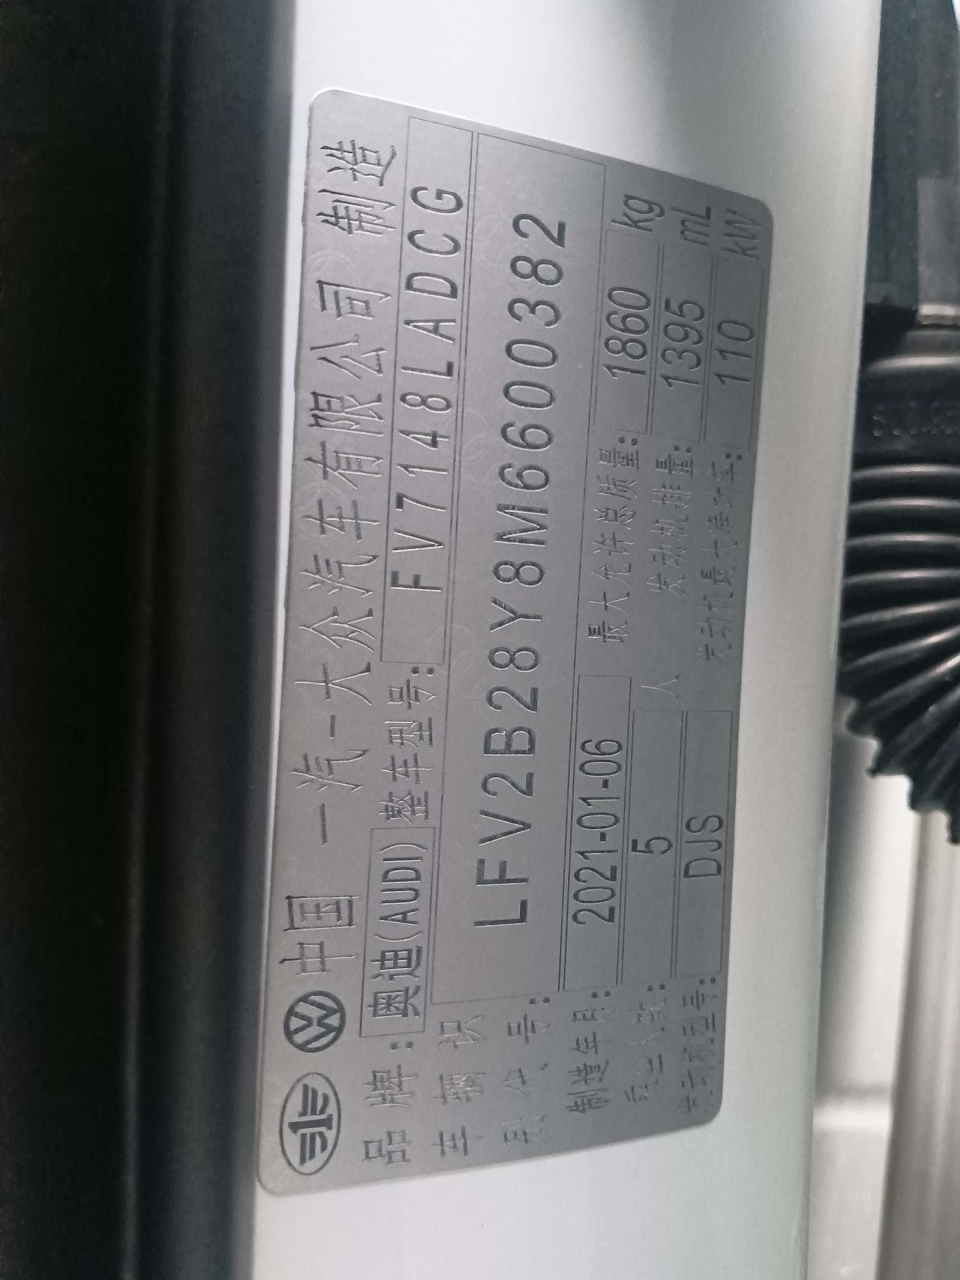 中国 一汽-大众汽车有限公司 制造
品牌: 奥迪(AUDI) 整车型号: FV7148LADCG
车辆识别代号: LFV2B28Y8M6600382
制造年月: 2021-01-06 最大允许总质量: 1860 kg
乘坐人数: 5 人 发动机排量: 1395 mL
发动机型号: DJS 发动机最大净功率: 110 kW